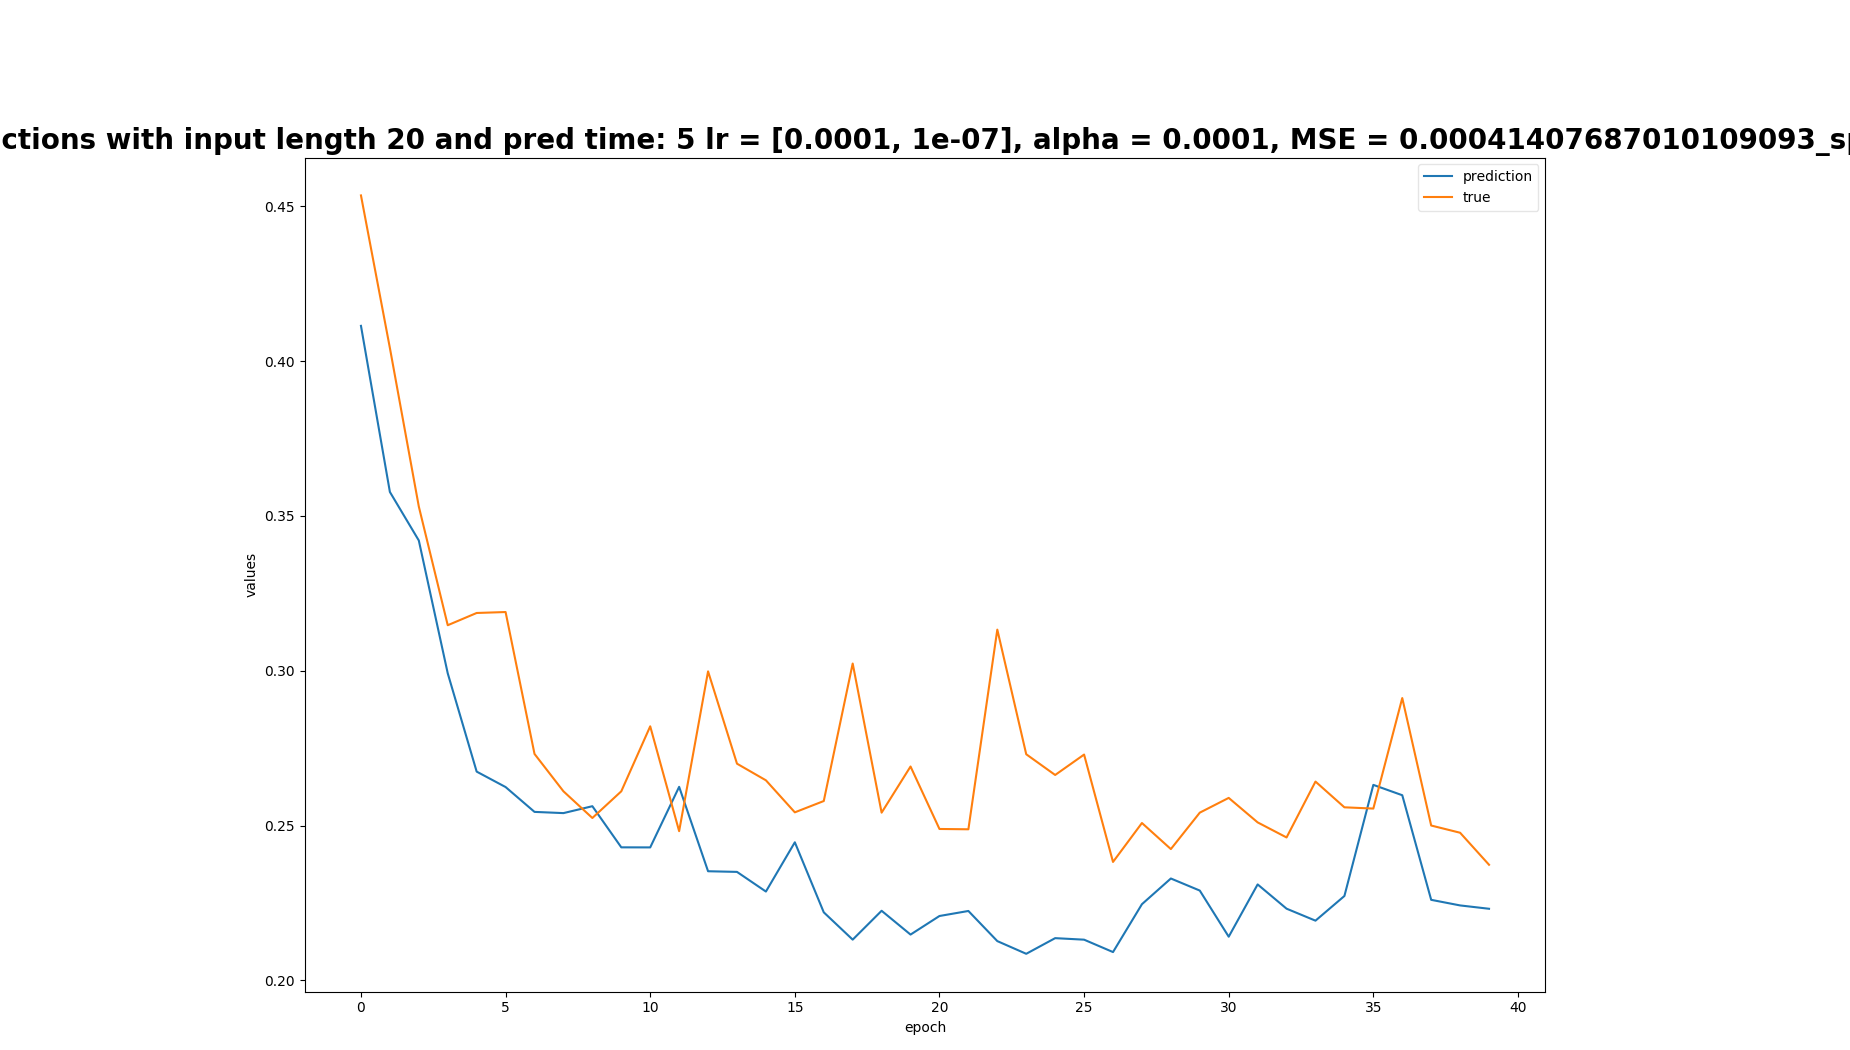 ctions with input length 20 and pred time: 5 lr = [0.0001, 1e-07], alpha = 0.0001, MSE = 0.00041407687010109093_sp
prediction
true
0.45
0.40
0.35
0.30
0.25
0.20
values
0 5 10 15 20 25 30 35 40
epoch